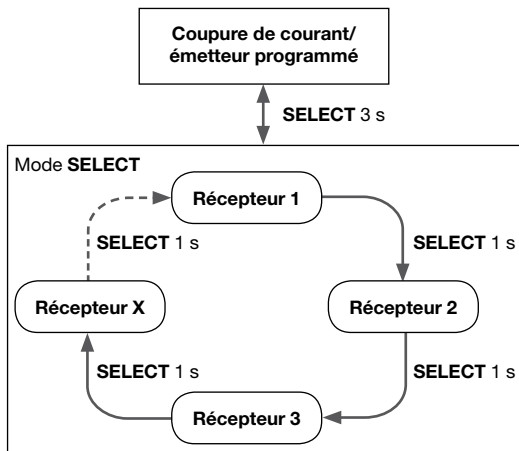 Coupure de courant/
émetteur programmé
SELECT 3 s
Mode SELECT
Récepteur 1
SELECT 1 s
SELECT 1 s
Récepteur X
Récepteur 2
SELECT 1 s
SELECT 1 s
Récepteur 3